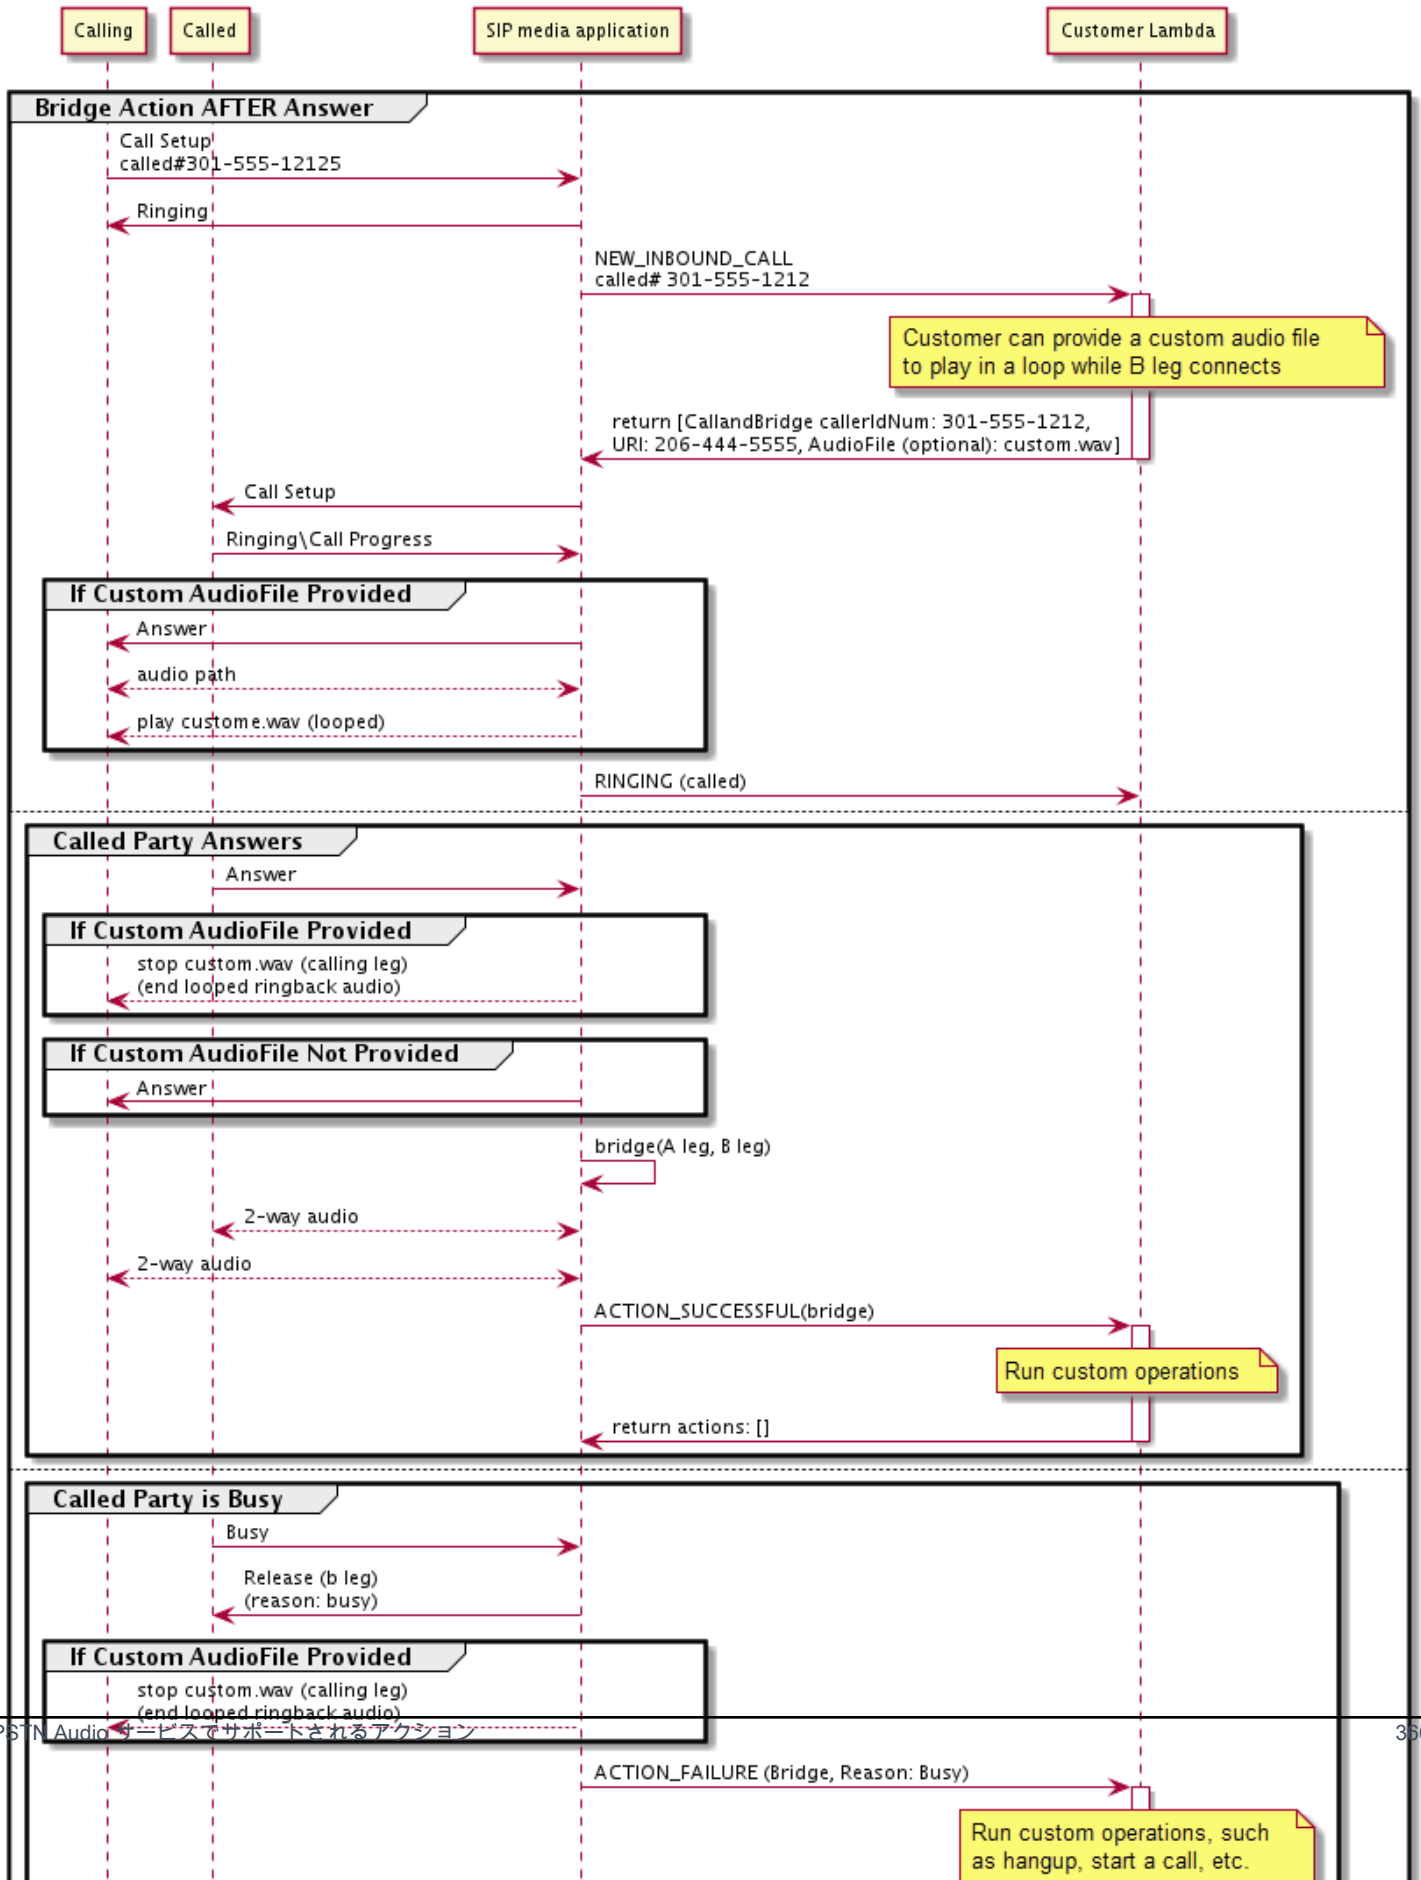 Calling
Called
SIP media application
Customer Lambda
Bridge Action AFTER Answer
Call Setup
called#301-555-12125
Ringing
NEW_INBOUND_CALL
called# 301-555-1212
Customer can provide a custom audio file
to play in a loop while B leg connects
return [CallandBridge callerIdNum: 301-555-1212,
URI: 206-444-5555, AudioFile (optional): custom.wav]
Call Setup
Ringing\Call Progress
If Custom AudioFile Provided
Answer
audio path
play custome.wav (looped)
RINGING (called)
Called Party Answers
Answer
If Custom AudioFile Provided
stop custom.wav (calling leg)
(end looped ringback audio)
If Custom AudioFile Not Provided
Answer
bridge(A leg, B leg)
2-way audio
2-way audio
ACTION_SUCCESSFUL(bridge)
Run custom operations
return actions: []
Called Party is Busy
Busy
Release (b leg)
(reason: busy)
If Custom AudioFile Provided
stop custom.wav (calling leg)
(end looped ringback audio)
PSTN Audio サービスでサポートされるアクション
ACTION_FAILURE (Bridge, Reason: Busy)
Run custom operations, such
as hangup, start a call, etc.